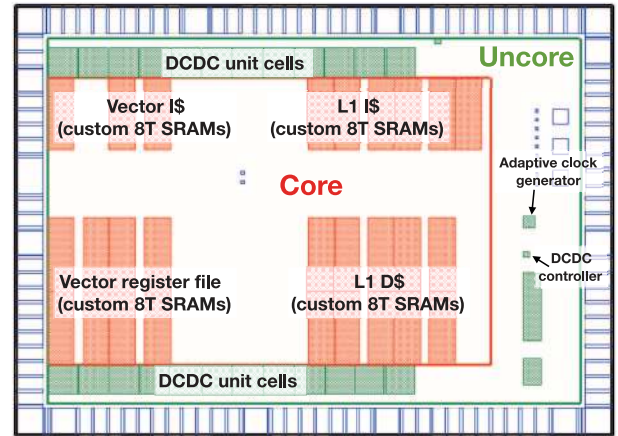 DCDC unit cells
Uncore
Vector I$
(custom 8T SRAMs)
L1 I$
(custom 8T SRAMs)
Adaptive clock
generator
Core
DCDC
controller
Vector register file
(custom 8T SRAMs)
L1 D$
(custom 8T SRAMs)
DCDC unit cells